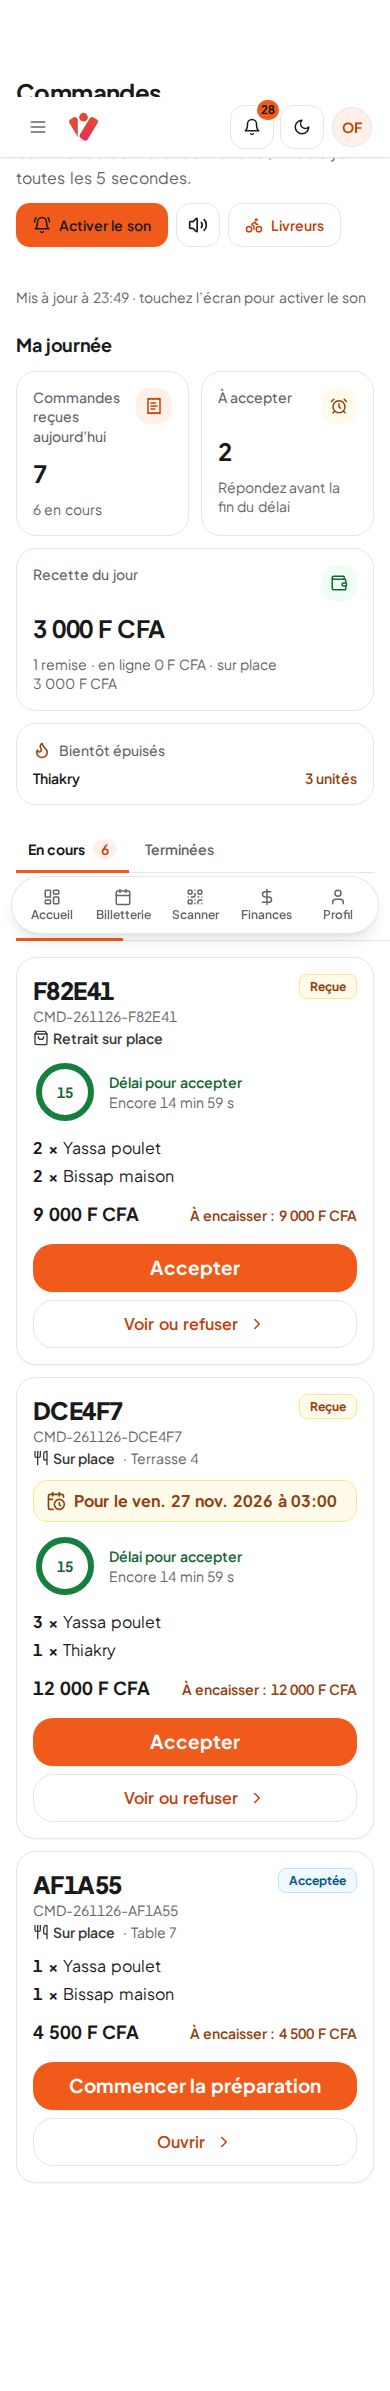 Commandes
28
OF
toutes les 5 secondes.
Activer le son
Livreurs
Mis à jour à 23:49 · touchez l'écran pour activer le son
Ma journée
Commandes
reçues
aujourd'hui
7
6 en cours
À accepter
2
Répondez avant la
fin du délai
Recette du jour
3 000 F CFA
1 remise · en ligne 0 F CFA · sur place
3 000 F CFA
Bientôt épuisés
Thiakry 3 unités
En cours 6 Terminées
Accueil Billetterie Scanner Finances Profil
F82E41 Reçue
CMD-261126-F82E41
Retrait sur place
15
Délai pour accepter
Encore 14 min 59 s
2 × Yassa poulet
2 × Bissap maison
9 000 F CFA À encaisser : 9 000 F CFA
Accepter
Voir ou refuser
DCE4F7 Reçue
CMD-261126-DCE4F7
Sur place · Terrasse 4
Pour le ven. 27 nov. 2026 à 03:00
15
Délai pour accepter
Encore 14 min 59 s
3 × Yassa poulet
1 × Thiakry
12 000 F CFA À encaisser : 12 000 F CFA
Accepter
Voir ou refuser
AF1A55 Acceptée
CMD-261126-AF1A55
Sur place · Table 7
1 × Yassa poulet
1 × Bissap maison
4 500 F CFA À encaisser : 4 500 F CFA
Commencer la préparation
Ouvrir